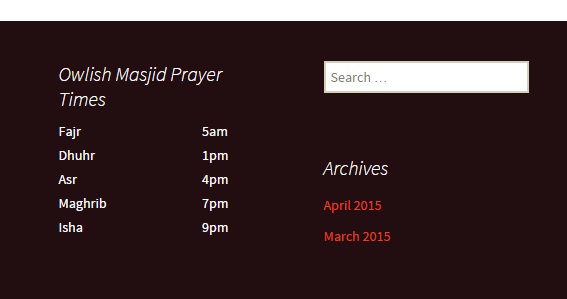 Owlish Masjid Prayer
Times
Fajr 5am
Dhuhr 1pm
Asr 4pm
Maghrib 7pm
Isha 9pm
Search …
Archives
April 2015
March 2015